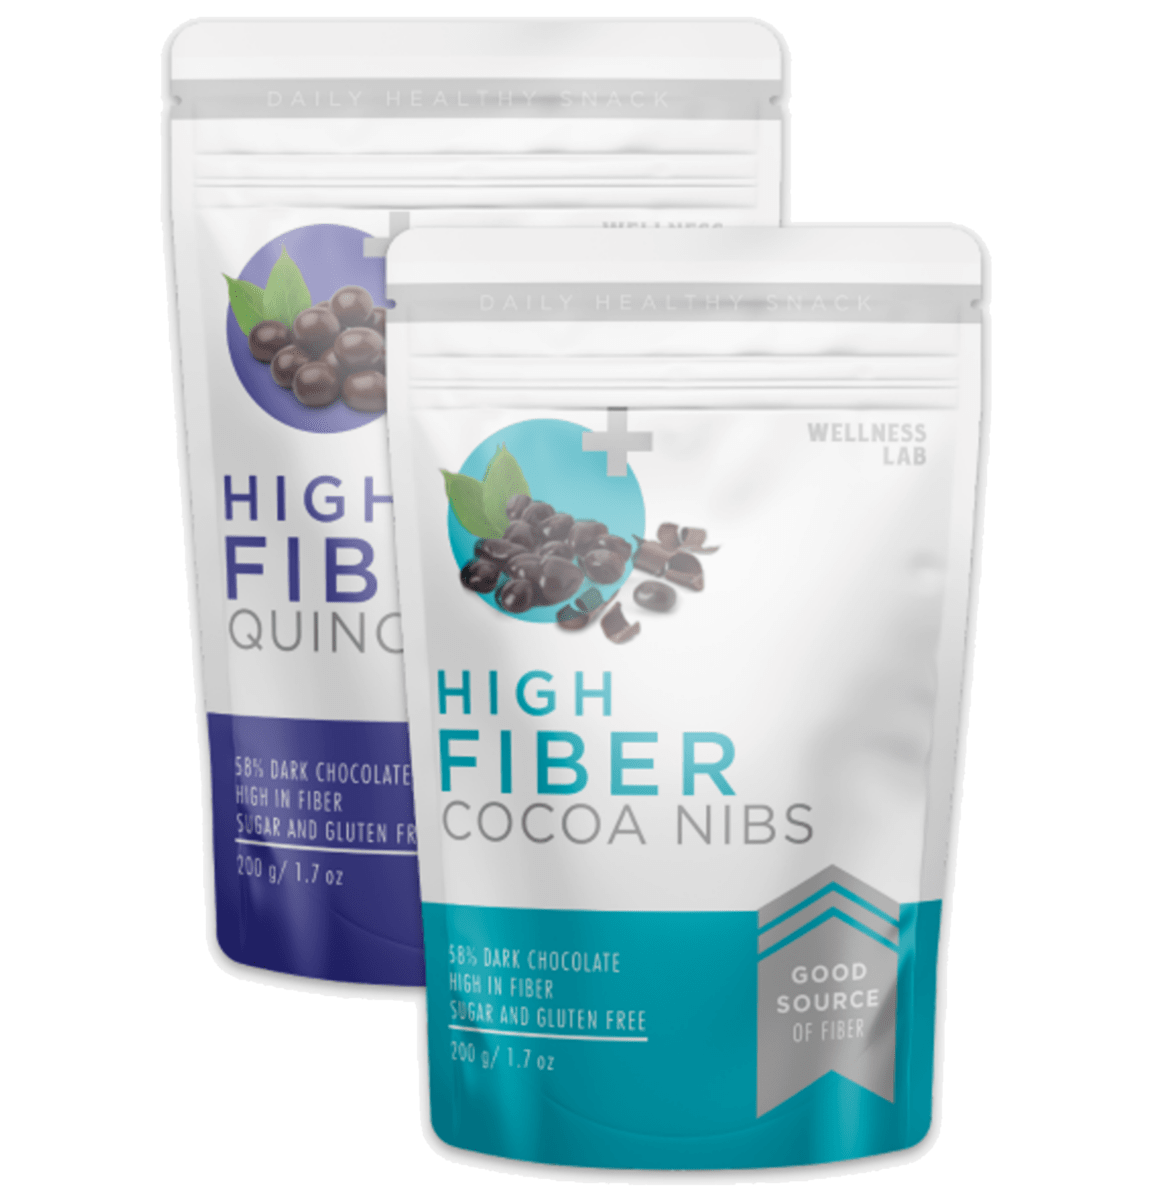 DAILY HEALTHY SNACK
WELLNESS
HIGH
FIB
QUINO
58% DARK CHOCOLATE
HIGH IN FIBER
SUGAR AND GLUTEN FR
200 g/ 1.7 oz
DAILY HEALTHY SNACK
WELLNESS
LAB
HIGH
FIBER
COCOA NIBS
58% DARK CHOCOLATE
HIGH IN FIBER
SUGAR AND GLUTEN FREE
200 g/ 1.7 oz
GOOD
SOURCE
OF FIBER